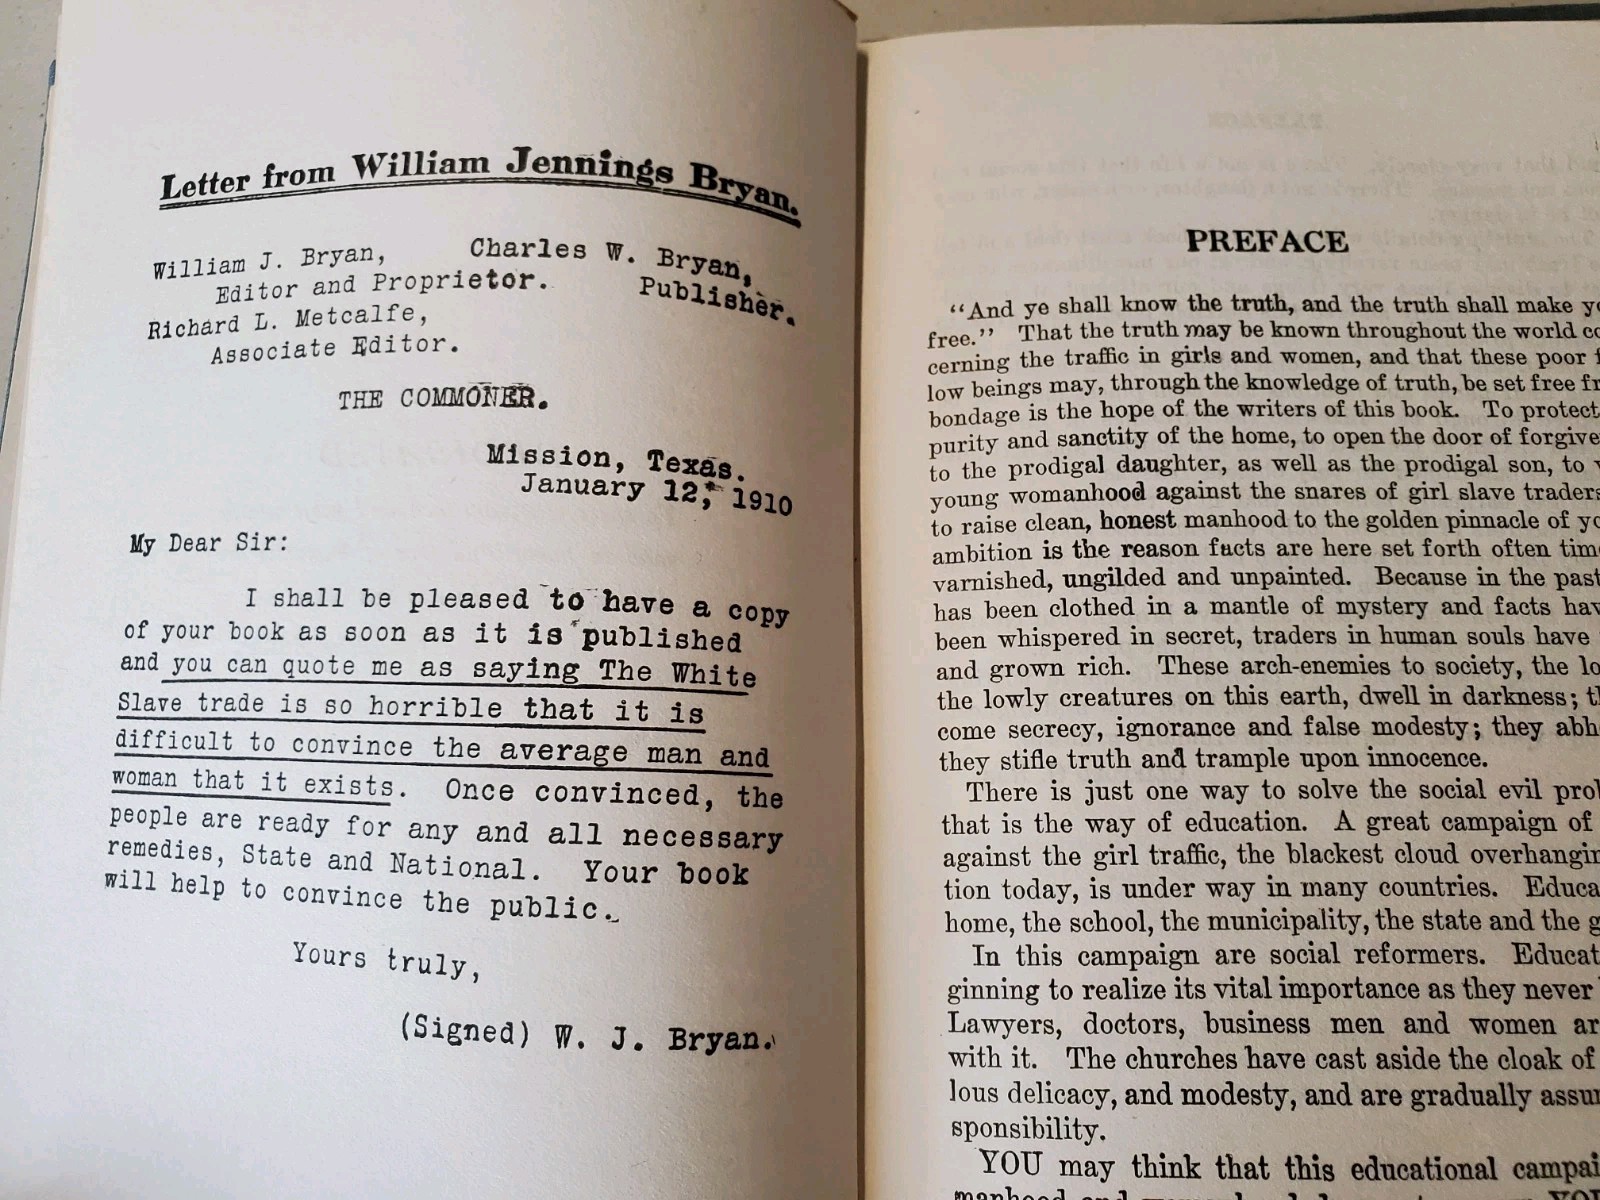 Letter from William Jennings Bryan.
William J. Bryan,
Editor and Proprietor.
Charles W. Bryan,
Publisher.
Richard L. Metcalfe,
Associate Editor.
THE COMMONER.
Mission, Texas.
January 12, 1910
My Dear Sir:
I shall be pleased to have a copy
of your book as soon as it is published
and you can quote me as saying The White
Slave trade is so horrible that it is
difficult to convince the average man and
woman that it exists. Once convinced, the
people are ready for any and all necessary
remedies, State and National. Your book
will help to convince the public.
Yours truly,
(Signed) W. J. Bryan.
PREFACE
“And ye shall know the truth, and the truth shall make
free.” That the truth may be known throughout the world
cerning the traffic in girls and women, and that these poor
low beings may, through the knowledge of truth, be set free
bondage is the hope of the writers of this book. To protect
purity and sanctity of the home, to open the door of
to the prodigal daughter, as well as the prodigal son, to
young womanhood against the snares of girl slave traders
to raise clean, honest manhood to the golden pinnacle of
ambition is the reason facts are here set forth often
varnished, ungilded and unpainted. Because in the past
has been clothed in a mantle of mystery and facts
been whispered in secret, traders in human souls have
and grown rich. These arch-enemies to society, the
the lowly creatures on this earth, dwell in darkness;
come secrecy, ignorance and false modesty; they
they stifle truth and trample upon innocence.
There is just one way to solve the social evil
that is the way of education. A great campaign of
against the girl traffic, the blackest cloud
tion today, is under way in many countries.
home, the school, the municipality, the state and the
In this campaign are social reformers.
ginning to realize its vital importance as they never
Lawyers, doctors, business men and women
with it. The churches have cast aside the cloak of
lous delicacy, and modesty, and are gradually
sponsibility.
YOU may think that this educational